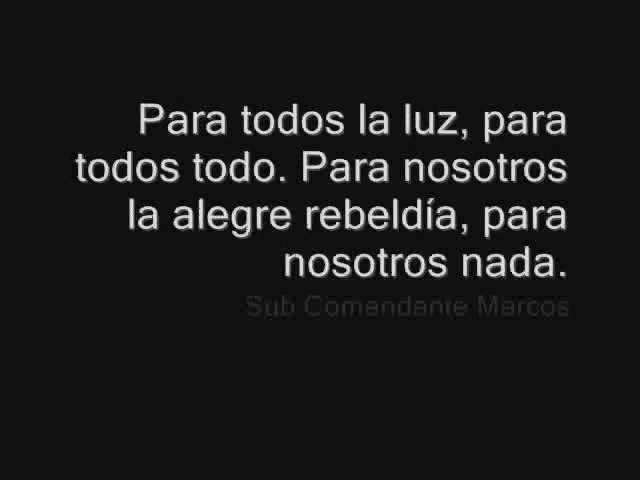 Para todos la luz, para
todos todo. Para nosotros
la alegre rebeldía, para
nosotros nada.
Sub Comandante Marcos